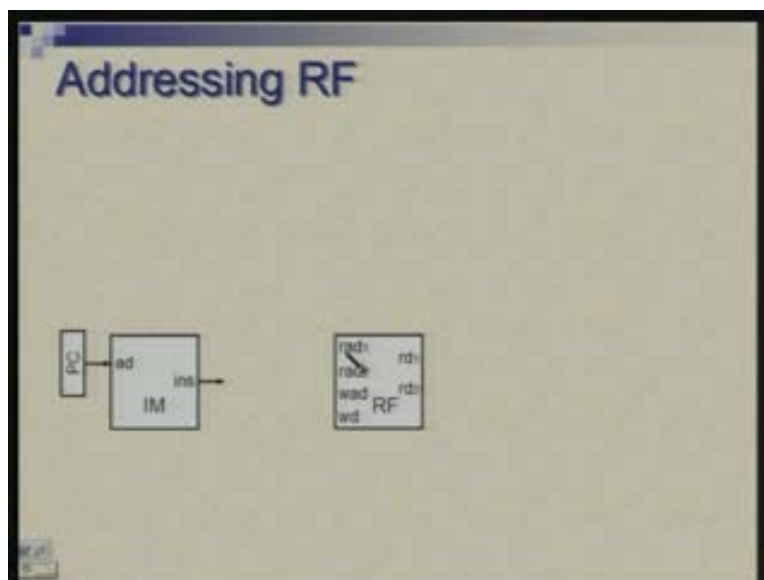 Addressing RF
PC
ad
ins
IM
rad1
rad2
wad
wd
rd1
rd2
RF